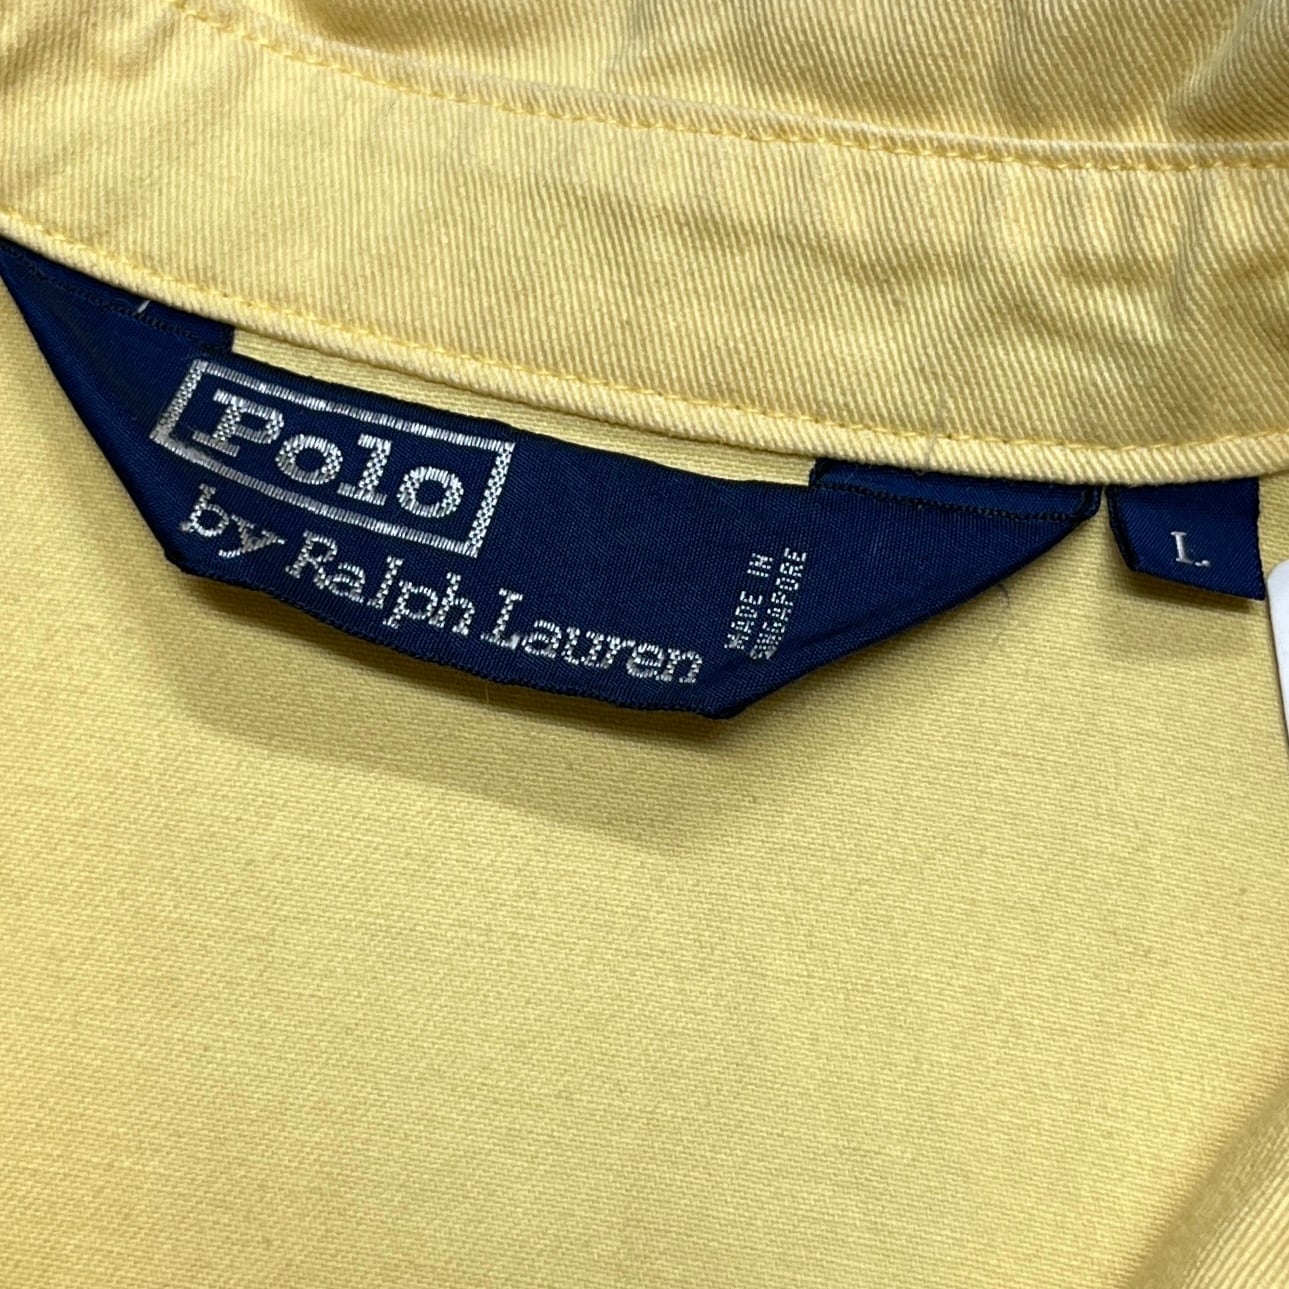 Polo
by Ralph Lauren
MADE IN
SINGAPORE
L